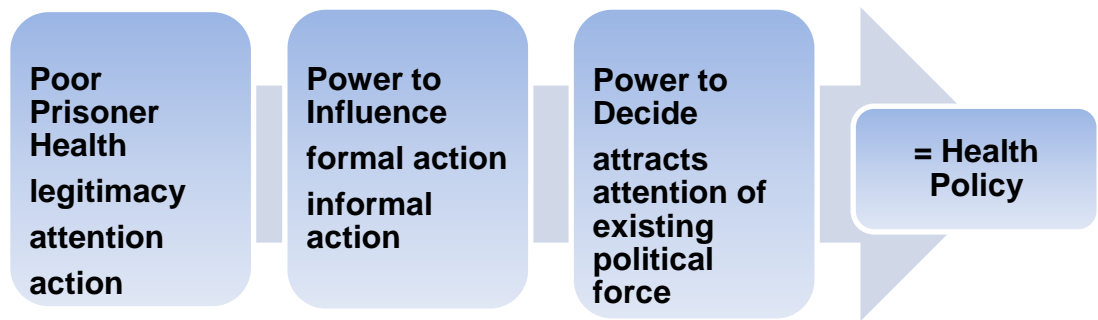 Poor
Prisoner
Health
legitimacy
attention
action
Power to
Influence
formal action
informal
action
Power to
Decide
attracts
attention of
existing
political
force
= Health
Policy